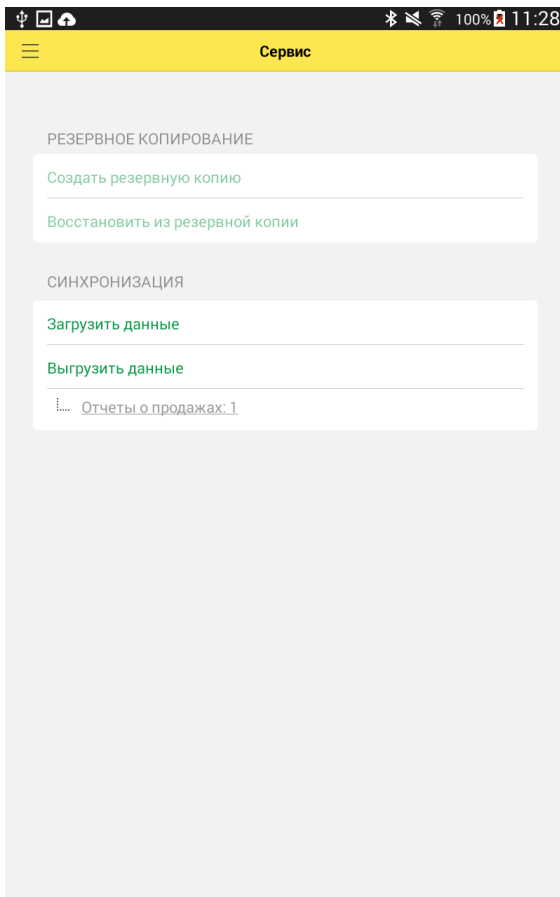 100% 11:28
Сервис
РЕЗЕРВНОЕ КОПИРОВАНИЕ
Создать резервную копию
Восстановить из резервной копии
СИНХРОНИЗАЦИЯ
Загрузить данные
Выгрузить данные
Отчеты о продажах: 1